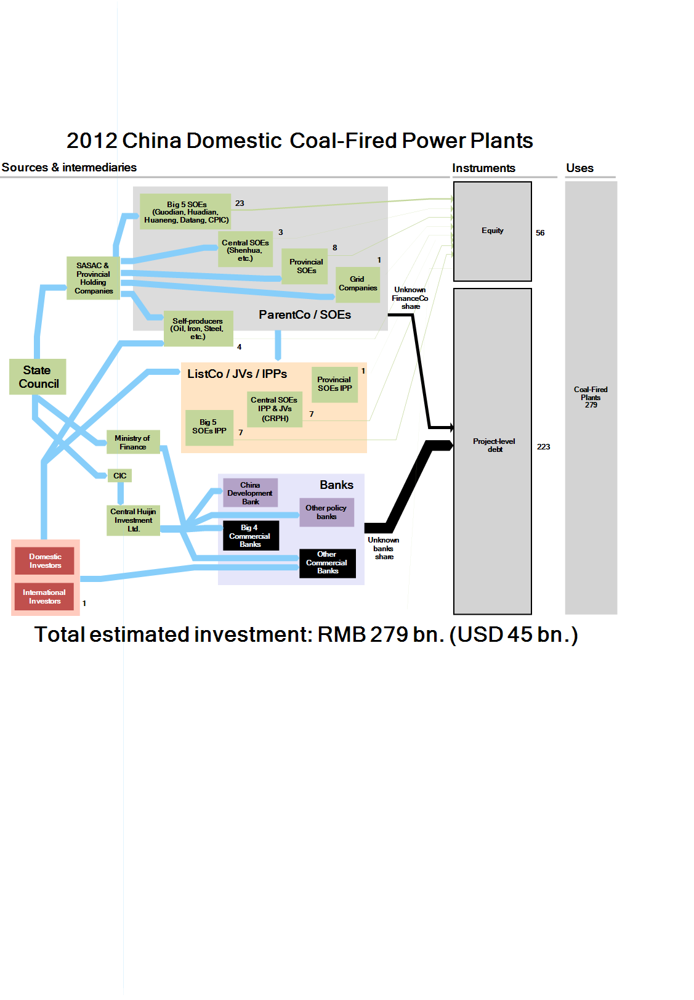 2012 China Domestic Coal-Fired Power Plants
Sources & intermediaries
Instruments
Uses
Big 5 SOEs
(Guodian, Huadian,
Huaneng, Datang, CPIC)
23
Central SOEs
(Shenhua,
etc.)
3
Provincial
SOEs
8
Grid
Companies
1
SASAC &
Provincial
Holding
Companies
ParentCo / SOEs
Self-producers
(Oil, Iron, Steel,
etc.)
4
Unknown
FinanceCo
share
Equity
56
State
Council
ListCo / JVs / IPPs
Provincial
SOEs IPP
1
Central SOEs
IPP & JVs
(CRPH)
7
Big 5
SOEs IPP
7
Ministry of
Finance
CIC
Central Huijin
Investment
Ltd.
Banks
China
Development
Bank
Other policy
banks
Big 4
Commercial
Banks
Other
Commercial
Banks
Unknown
banks
share
Project-level
debt
223
Coal-Fired
Plants
279
Domestic
Investors
International
Investors
1
Total estimated investment: RMB 279 bn. (USD 45 bn.)